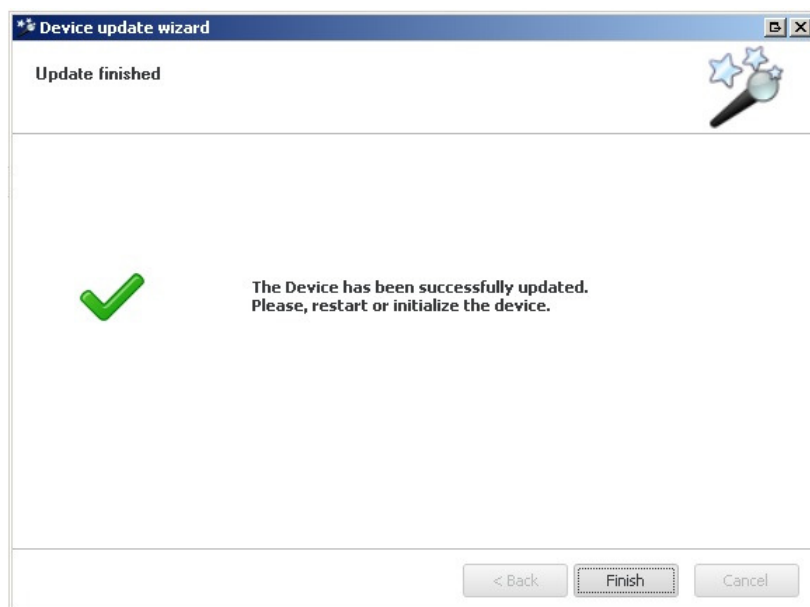 Device update wizard
Update finished
The Device has been successfully updated.
Please, restart or initialize the device.
< Back
Finish
Cancel